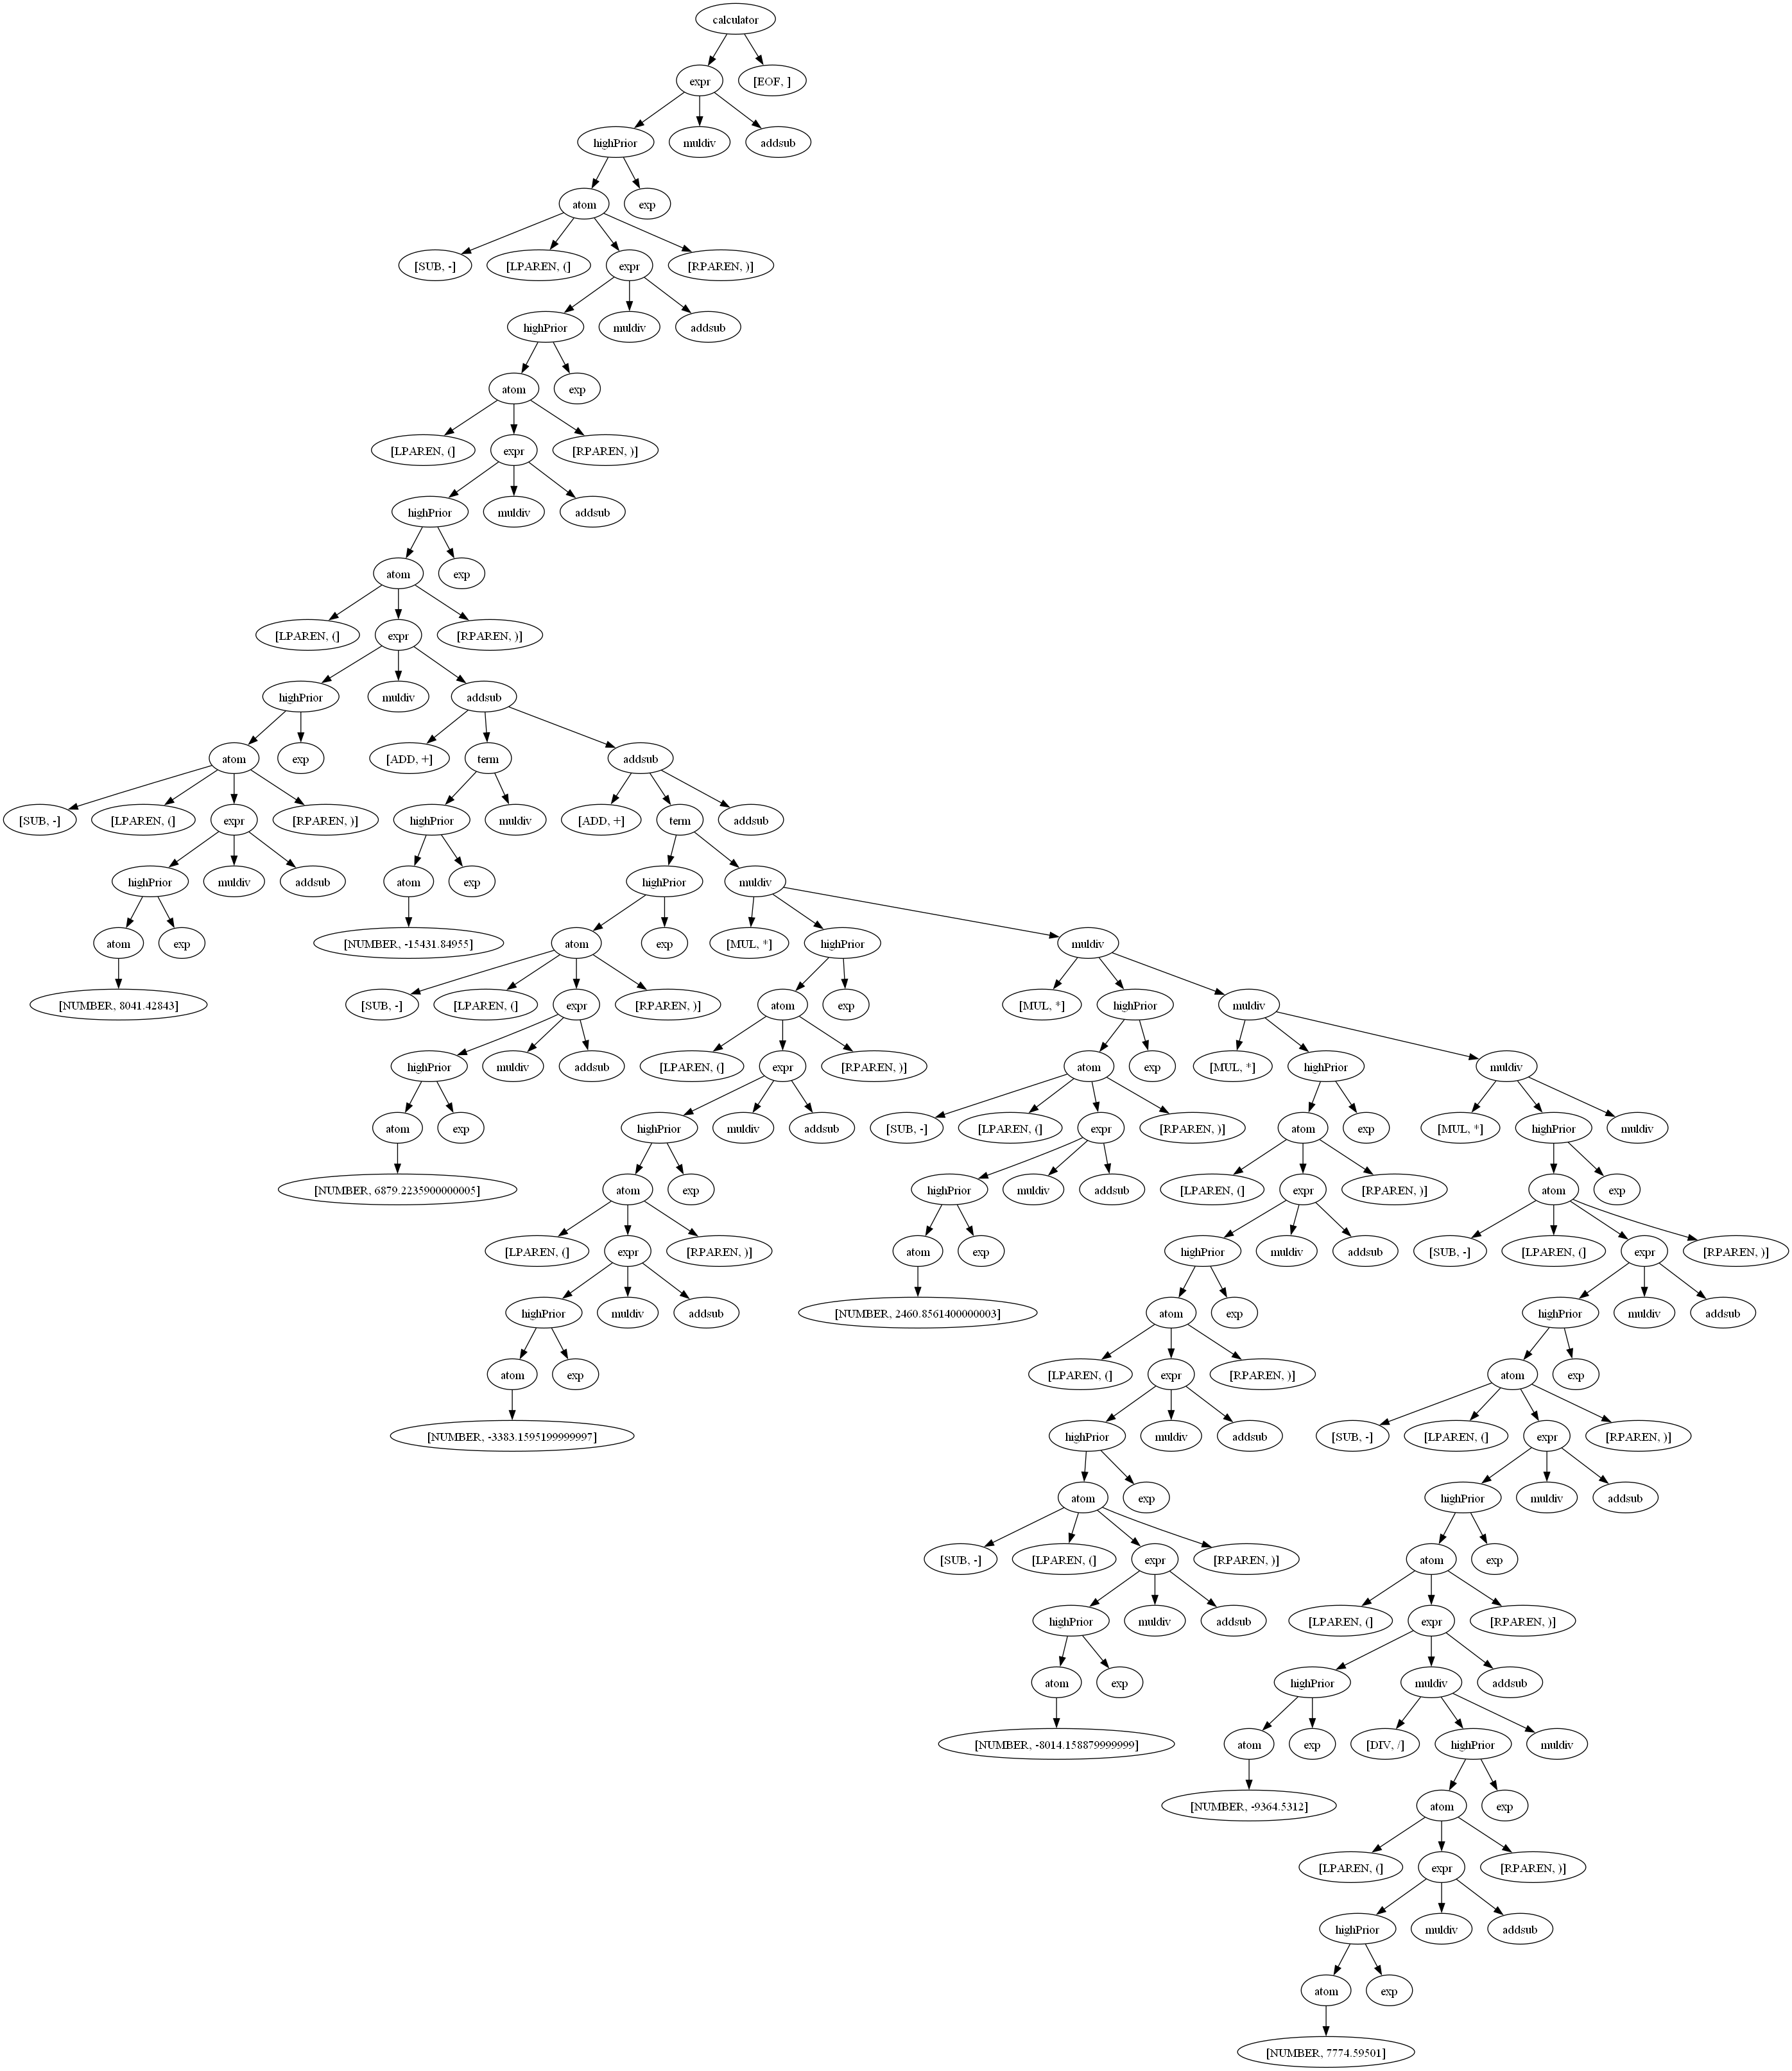 calculator
expr [EOF, ]
highPrior muldiv addsub
atom exp
[SUB, -] [LPAREN, (] expr [RPAREN, )]
highPrior muldiv addsub
atom exp
[LPAREN, (] expr [RPAREN, )]
highPrior muldiv addsub
atom exp
[LPAREN, (] expr [RPAREN, )]
highPrior muldiv addsub
atom exp [ADD, +] term addsub
[SUB, -] [LPAREN, (] expr [RPAREN, )] highPrior muldiv [ADD, +] term addsub
highPrior muldiv addsub atom exp highPrior muldiv
atom exp [NUMBER, -15431.84955] atom exp [MUL, *] highPrior muldiv
[NUMBER, 8041.42843] [SUB, -] [LPAREN, (] expr [RPAREN, )] atom exp [MUL, *] highPrior muldiv
highPrior muldiv addsub [LPAREN, (] expr [RPAREN, )] atom exp [MUL, *] highPrior muldiv
atom exp highPrior muldiv addsub [SUB, -] [LPAREN, (] expr [RPAREN, )] atom exp [MUL, *] highPrior muldiv
[NUMBER, 6879.2235900000005] atom exp highPrior muldiv addsub [LPAREN, (] expr [RPAREN, )] atom exp
[LPAREN, (] expr [RPAREN, )] atom exp highPrior muldiv addsub [SUB, -] [LPAREN, (] expr [RPAREN, )]
highPrior muldiv addsub [NUMBER, 2460.8561400000003] atom exp highPrior muldiv addsub
atom exp [LPAREN, (] expr [RPAREN, )] atom exp
[NUMBER, -3383.1595199999997] highPrior muldiv addsub [SUB, -] [LPAREN, (] expr [RPAREN, )]
atom exp highPrior muldiv addsub
[SUB, -] [LPAREN, (] expr [RPAREN, )] atom exp
highPrior muldiv addsub [LPAREN, (] expr [RPAREN, )]
atom exp highPrior muldiv addsub
[NUMBER, -8014.158879999999] atom exp [DIV, /] highPrior muldiv
[NUMBER, -9364.5312] atom exp
[LPAREN, (] expr [RPAREN, )]
highPrior muldiv addsub
atom exp
[NUMBER, 7774.59501]